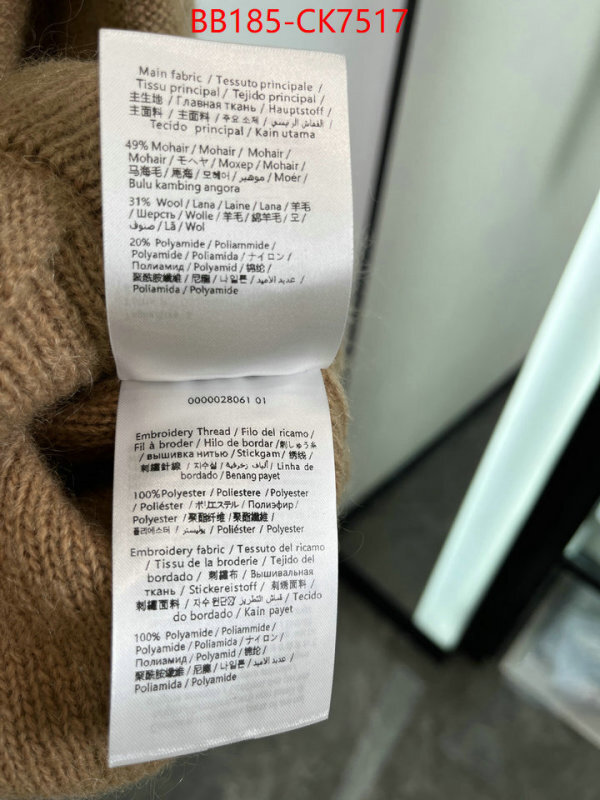 BB185-CK7517
Main fabric / Tessuto principale /
Tissu principal / Tejido principal /
主生地 / Главная ткань / Hauptstoff /
主面料 / 主面料 / 주요 소재 / القماش الرئيسي /
Tecido principal / Kain utama
49% Mohair / Mohair / Mohair /
Mohair / モヘヤ / Мохер / Mohair /
马海毛 / 馬海 / 모헤어 / موهير / Moér /
Bulu kambing angora
31% Wool / Lana / Laine / Lana / 羊毛
/ Шерсть / Wolle / 羊毛 / 綿羊毛 / 모 /
صوف / Lã / Wol
20% Polyamide / Poliammide /
Polyamide / Poliamida / ナイロン /
Полиамид / Polyamid / 锦纶 /
聚酰胺纖維 / 尼龍 / 나일론 / عديد الأميد /
Poliamida / Polyamide
0000028061 01
Embroidery Thread / Filo del ricamo /
Fil à broder / Hilo de bordar / 刺しゅう糸
/ вышивка нитью / Stickgarn / 绣线 /
刺繡針線 / 자수실 / ألياف زخرفية / Linha de
bordado / Benang payet
100%Polyester / Poliestere / Polyester
/ Poliéster / ポリエステル / Полиэфир /
Polyester / 聚酯纤维 / 聚酯纖維 /
폴리에스터 / بوليستر / Poliéster / Polyester
Embroidery fabric / Tessuto del ricamo
/ Tissu de la broderie / Tejido del
bordado / 刺繍布 / Вышивальная
ткань / Stickereistoff / 刺绣面料 /
刺繡面料 / 자수원단 / قماش التطريز / Tecido
do bordado / Kain payet
100% Polyamide / Poliammide /
Polyamide / Poliamida / ナイロン /
Полиамид / Polyamid / 锦纶 /
聚酰胺纖維 / 尼龍 / 나일론 / عديد الأميد /
Poliamida / Polyamide